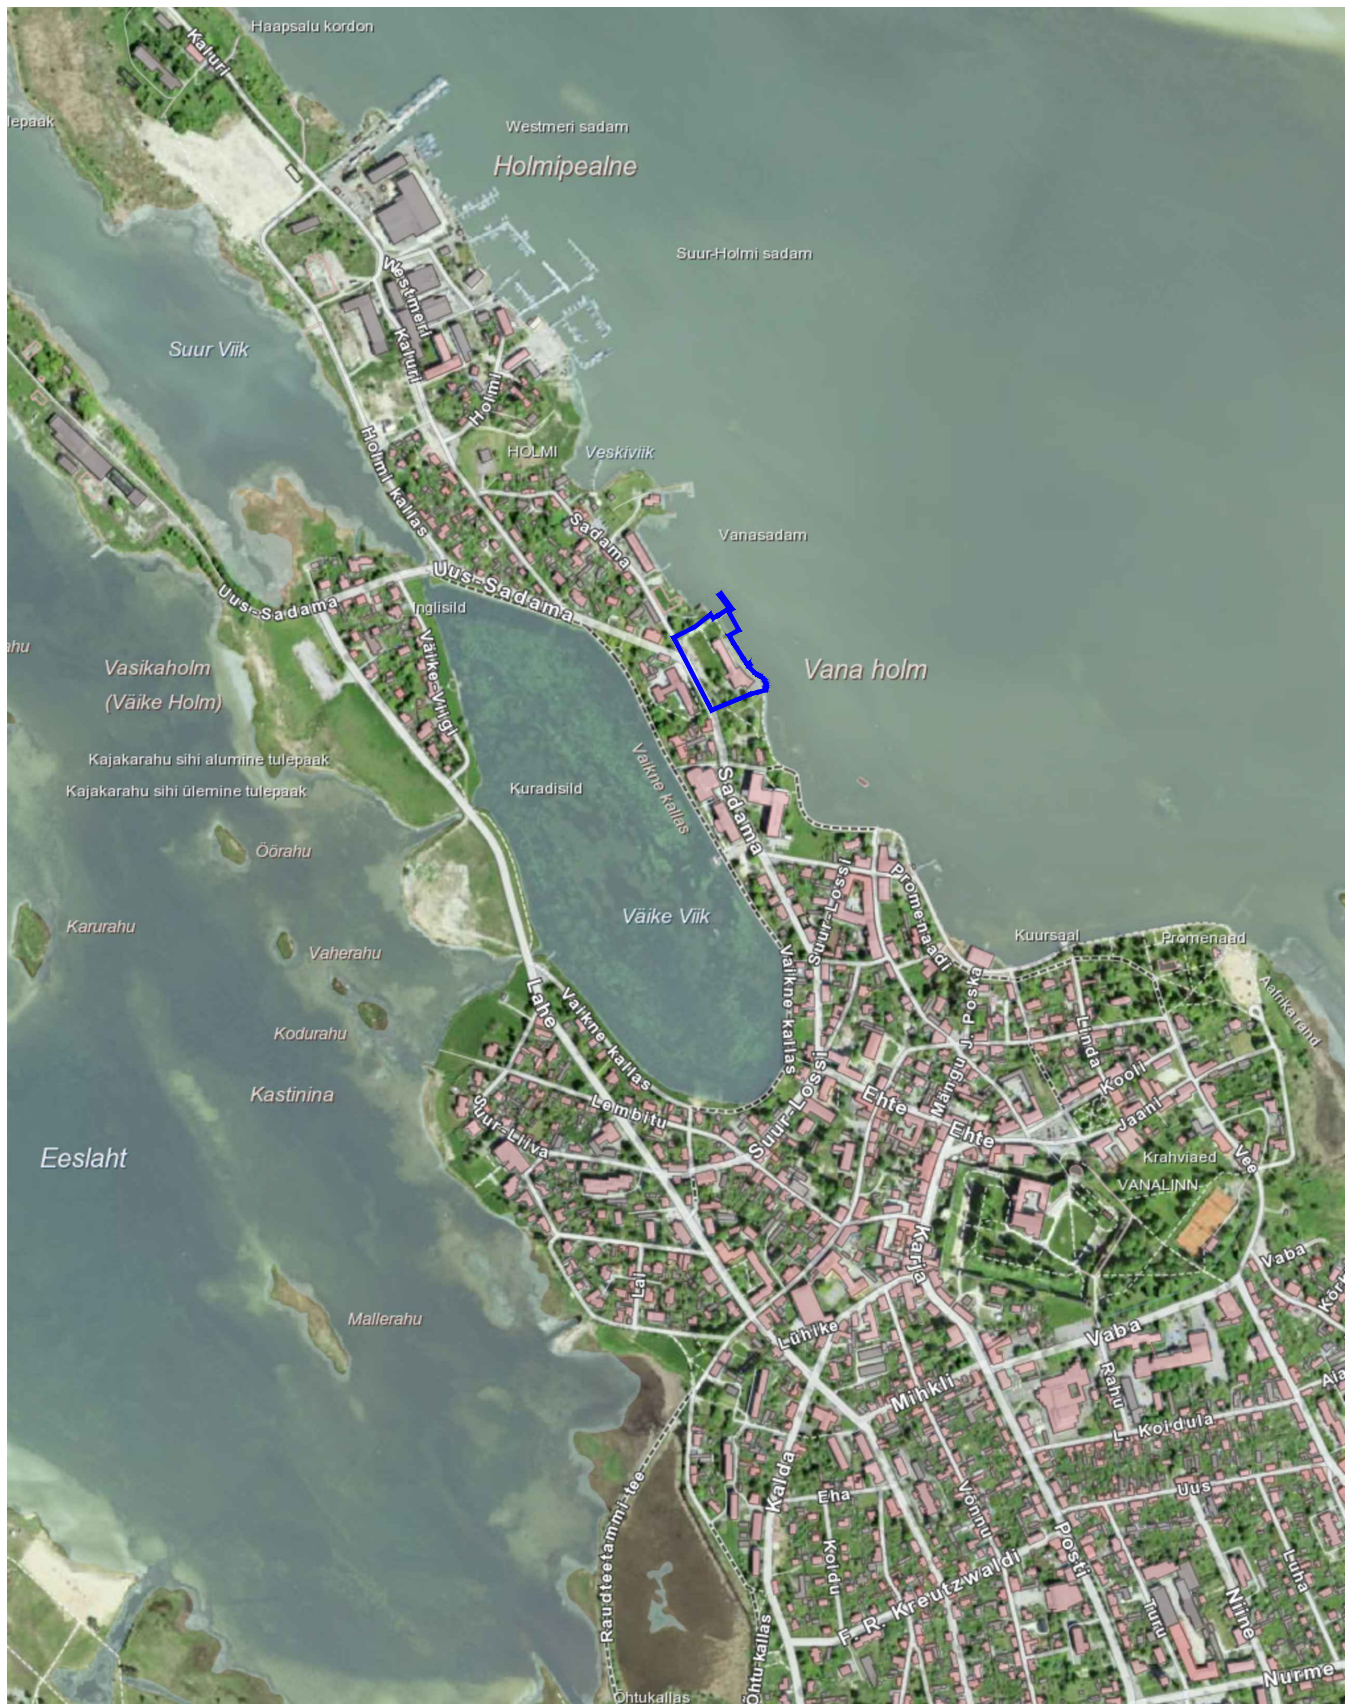 Haapsalu kordon
Kaluri
Westmeri sadam
Holmipealne
Suur-Holmi sadam
Westmeri
Kaluri
Suur Viik
Holmi
HOLMI
Veskiviik
Holmi kallas
Sadama
Vanasadam
Uus-Sadama
Uus-Sadama
Inglisild
Väike-Viigi
Vasikaholm
(Väike Holm)
Vana holm
Kajakarahu sihi alumine tulepaak
Kajakarahu sihi ülemine tulepaak
Kuradisild
Vaikne kallas
Sadama
Öörahu
Karurahu
Väike Viik
Suur-Lossi
Promenaadi
Kuursaal
Promenaad
Vaherahu
Aafrika rand
Lahe
Vaikne kallas
Vaikne kallas
J. Poska
Kodurahu
Linda
Kastinina
Kooli
Mängu
Suur-Liiva
Lembitu
Suur-Lossi
Ehte
Ehte
Jaani
Eeslaht
Krahviaed
Vee
VANALINN
Karja
Vaba
Lai
Mallerahu
Lühike
Vaba
Rahu
Mihkli
L. Koidula
Kalda
Eha
Võnnu
Uus
Koidu
Posti
F. R. Kreutzwaldi
Luha
Raudteetammi tee
Turu
Niine
Õhtu kallas
Nurme
Õhtukallas